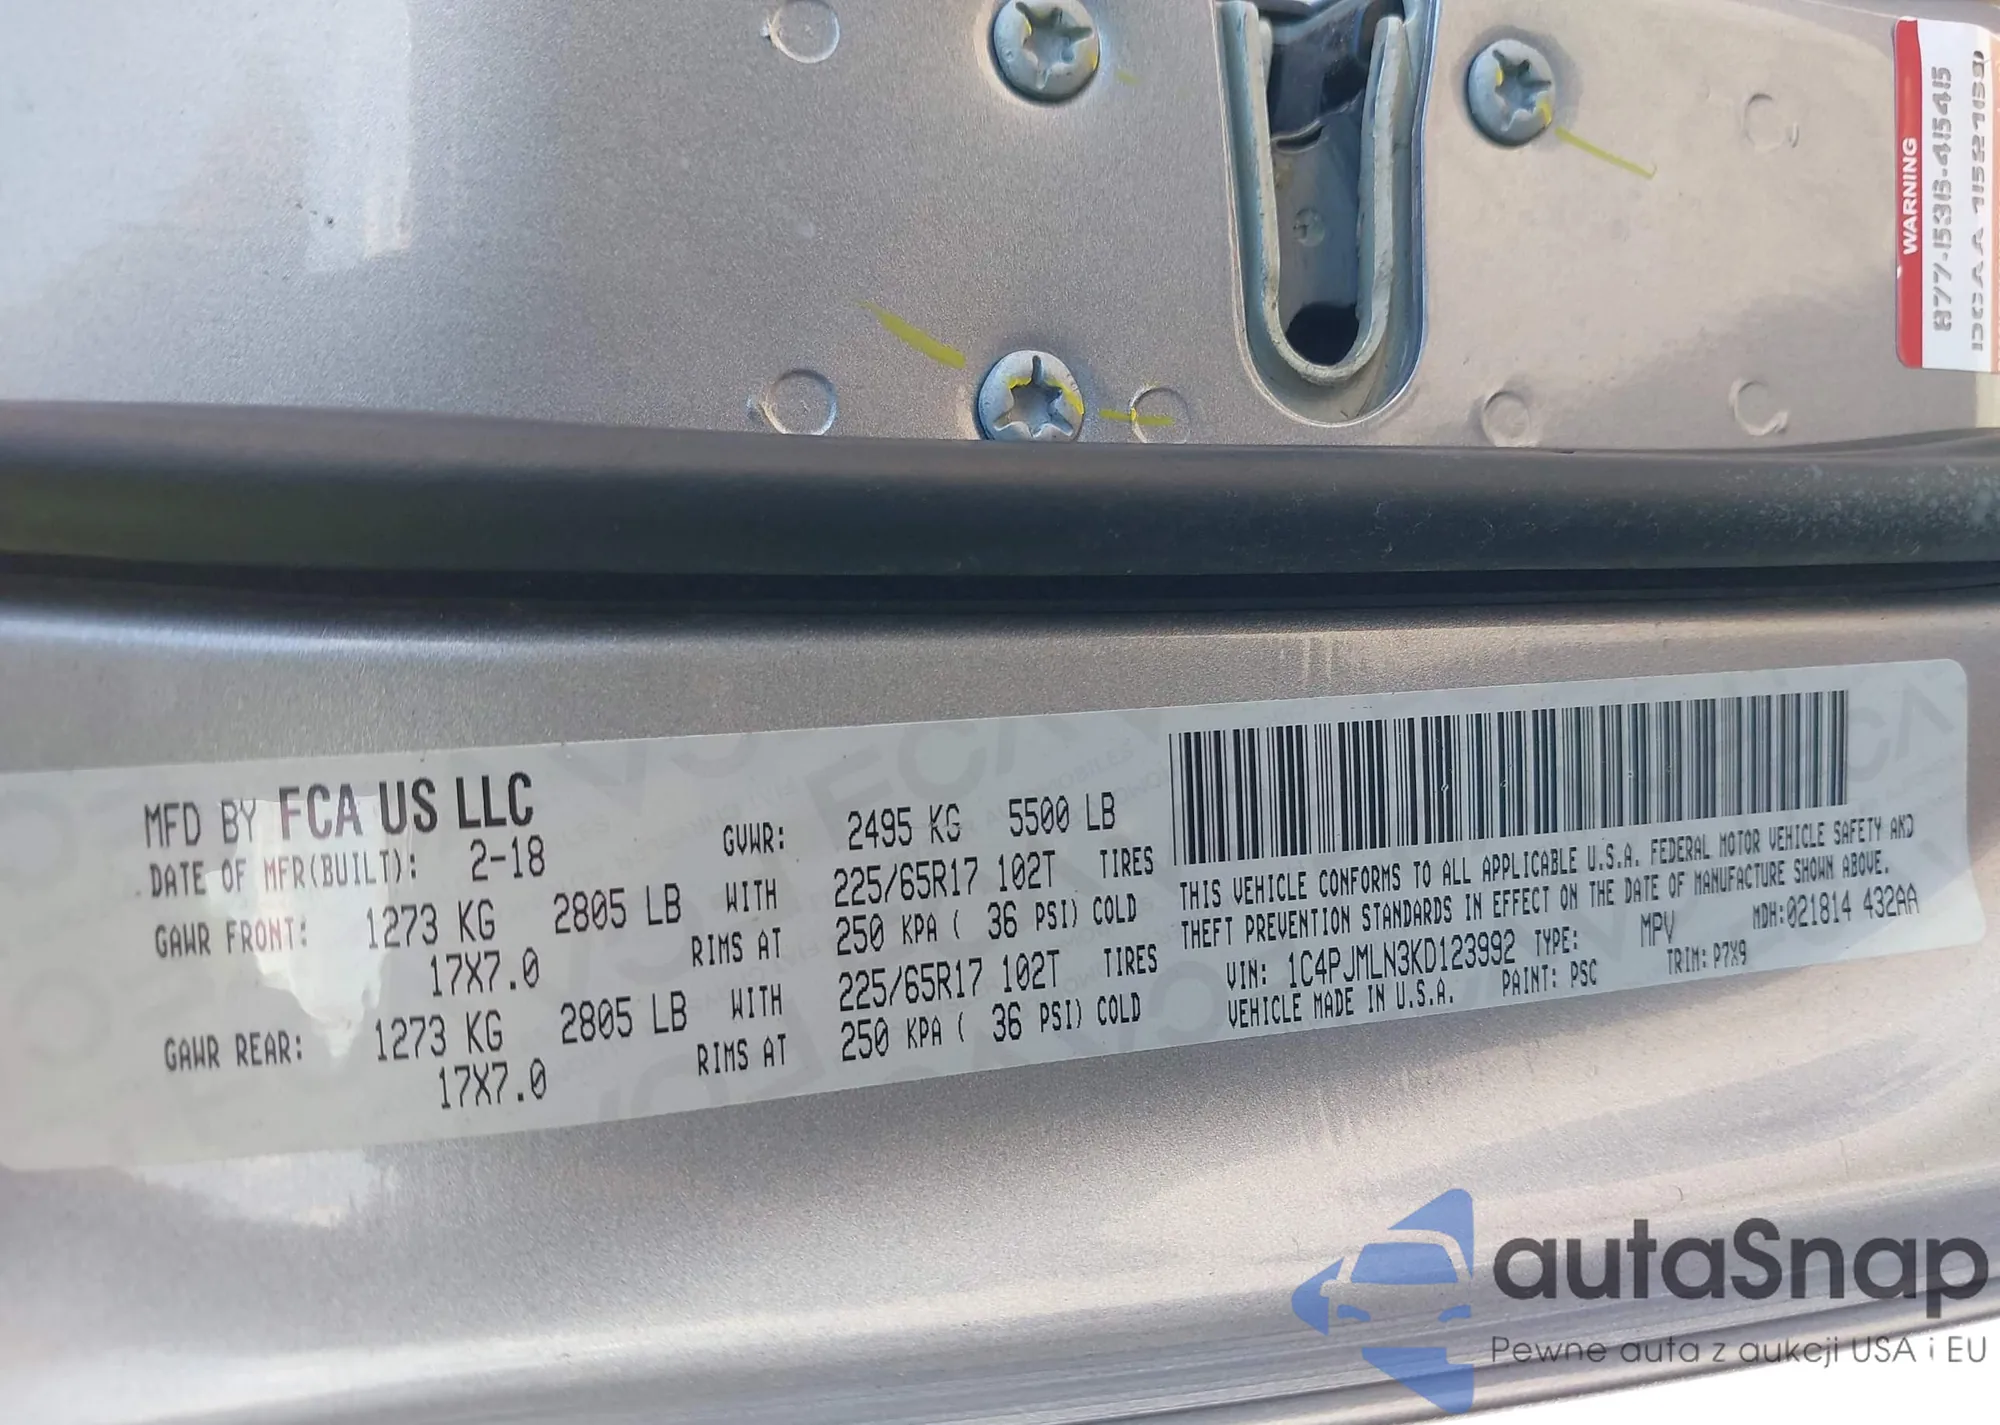 WARNING
877-536-4545
MFD BY FCA US LLC
DATE OF MFR(BUILT): 2-18
GVWR: 2495 KG 5500 LB
GAWR FRONT: 1273 KG 2805 LB WITH 225/65R17 102T TIRES
17X7.0 RIMS AT 250 KPA ( 36 PSI) COLD
GAWR REAR: 1273 KG 2805 LB WITH 225/65R17 102T TIRES
17X7.0 RIMS AT 250 KPA ( 36 PSI) COLD
THIS VEHICLE CONFORMS TO ALL APPLICABLE U.S.A. FEDERAL MOTOR VEHICLE SAFETY AND
THEFT PREVENTION STANDARDS IN EFFECT ON THE DATE OF MANUFACTURE SHOWN ABOVE.
VIN: 1C4PJMLN3KD123992 TYPE: MPV MDH:021814 432AA
VEHICLE MADE IN U.S.A. PAINT: PSC TRIM: P7X9
autaSnap
Pewne auta z aukcji USA i EU